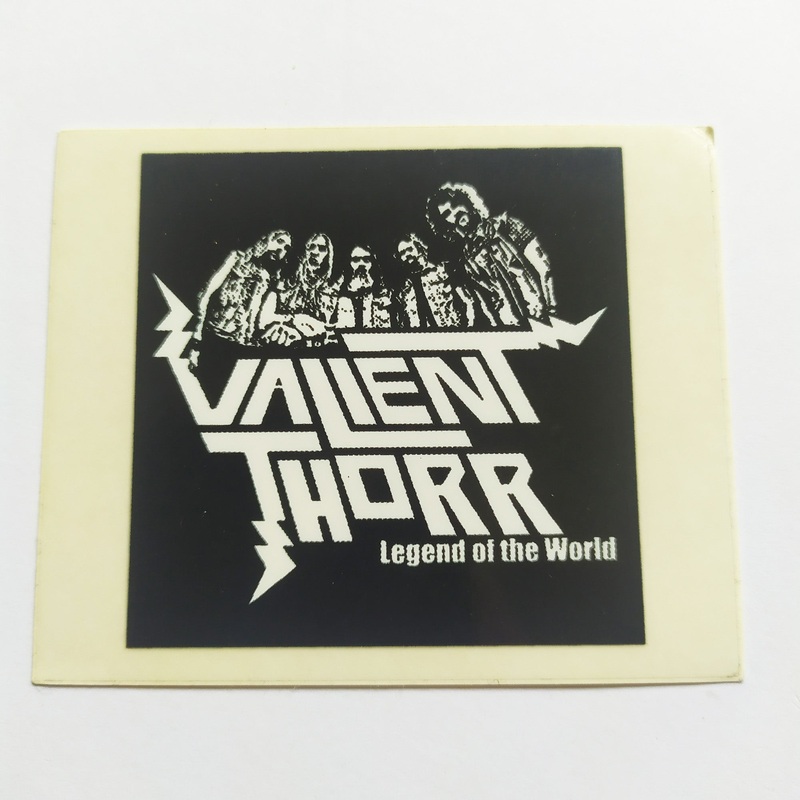 VALIENT
THORR
Legend of the World